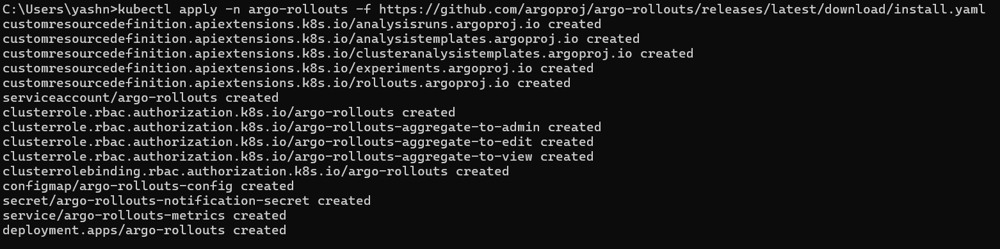 C:\Users\yashn>kubectl apply -n argo-rollouts -f https://github.com/argoproj/argo-rollouts/releases/latest/download/install.yaml
customresourcedefinition.apiextensions.k8s.io/analysisruns.argoproj.io created
customresourcedefinition.apiextensions.k8s.io/analysistemplates.argoproj.io created
customresourcedefinition.apiextensions.k8s.io/clusteranalysistemplates.argoproj.io created
customresourcedefinition.apiextensions.k8s.io/experiments.argoproj.io created
customresourcedefinition.apiextensions.k8s.io/rollouts.argoproj.io created
serviceaccount/argo-rollouts created
clusterrole.rbac.authorization.k8s.io/argo-rollouts created
clusterrole.rbac.authorization.k8s.io/argo-rollouts-aggregate-to-admin created
clusterrole.rbac.authorization.k8s.io/argo-rollouts-aggregate-to-edit created
clusterrole.rbac.authorization.k8s.io/argo-rollouts-aggregate-to-view created
clusterrolebinding.rbac.authorization.k8s.io/argo-rollouts created
configmap/argo-rollouts-config created
secret/argo-rollouts-notification-secret created
service/argo-rollouts-metrics created
deployment.apps/argo-rollouts created